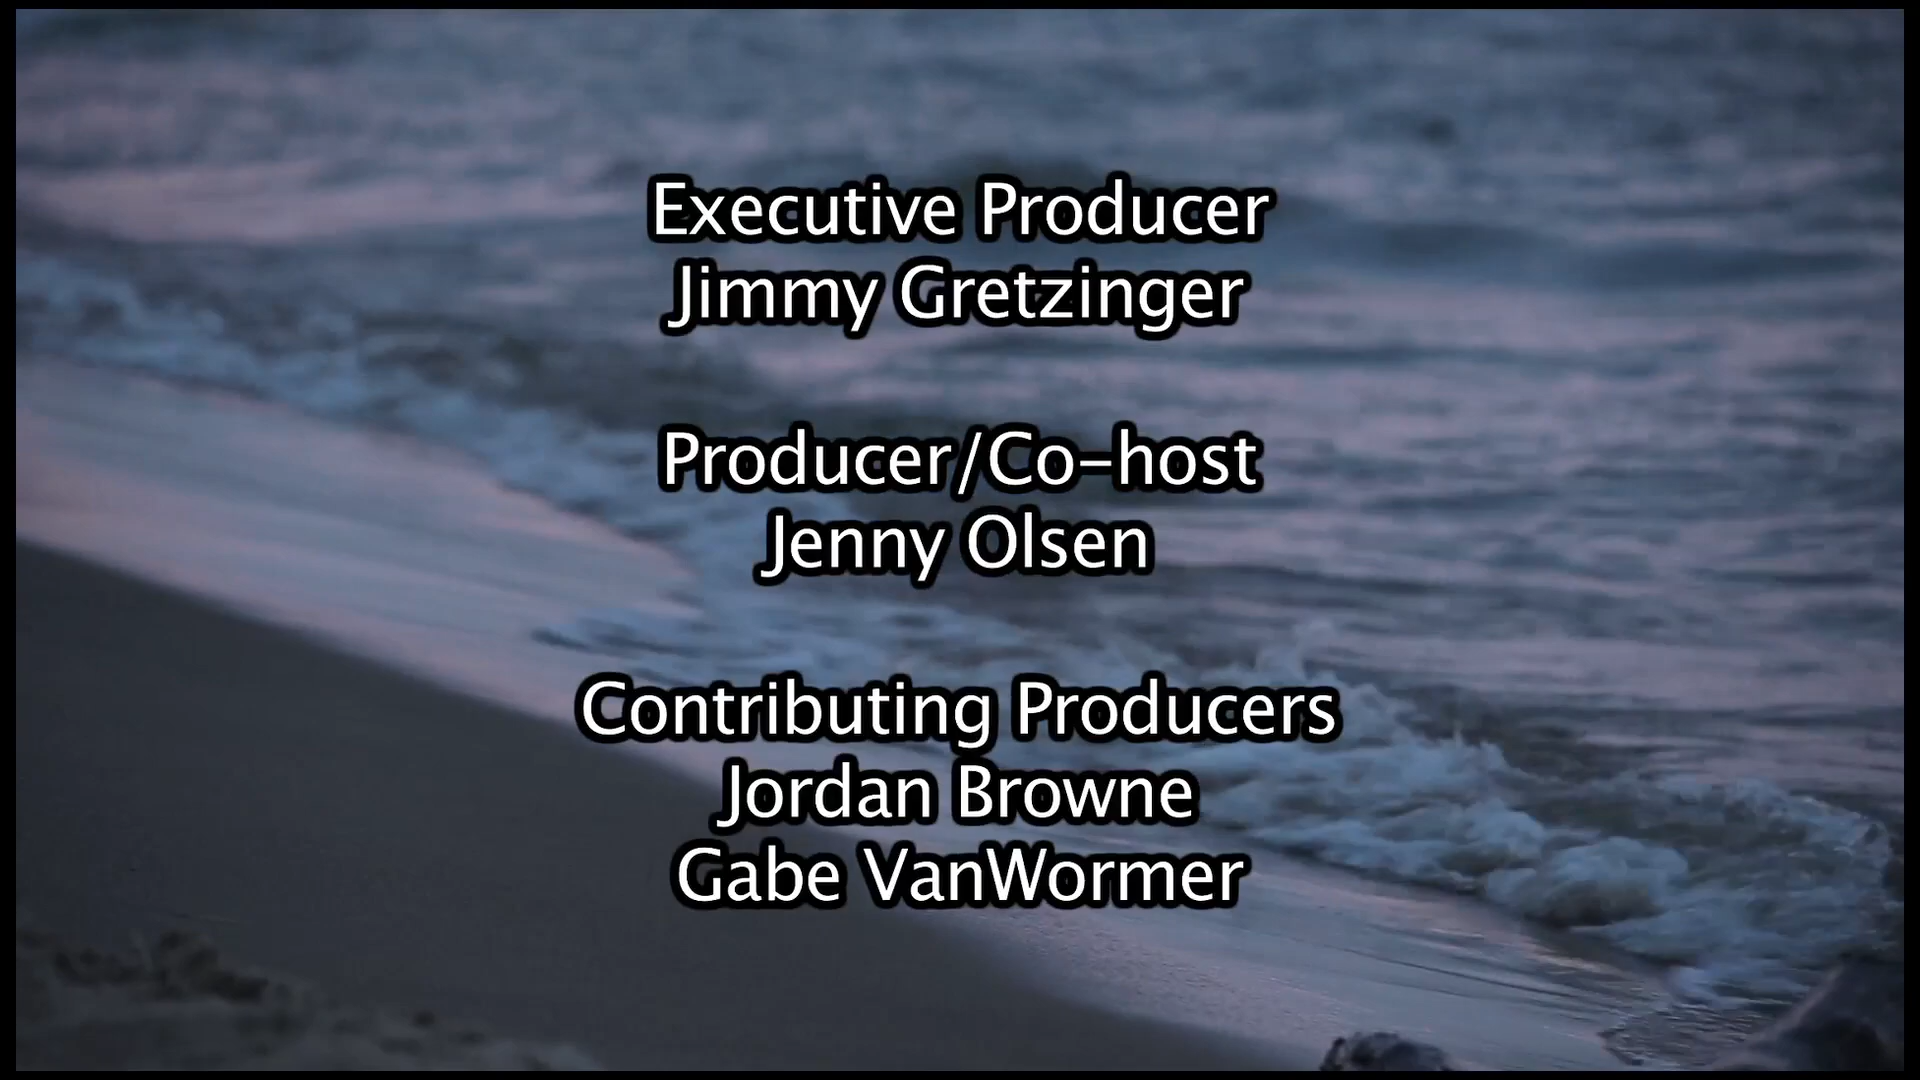 Executive Producer
Jimmy Gretzinger
Producer/Co-host
Jenny Olsen
Contributing Producers
Jordan Browne
Gabe VanWormer